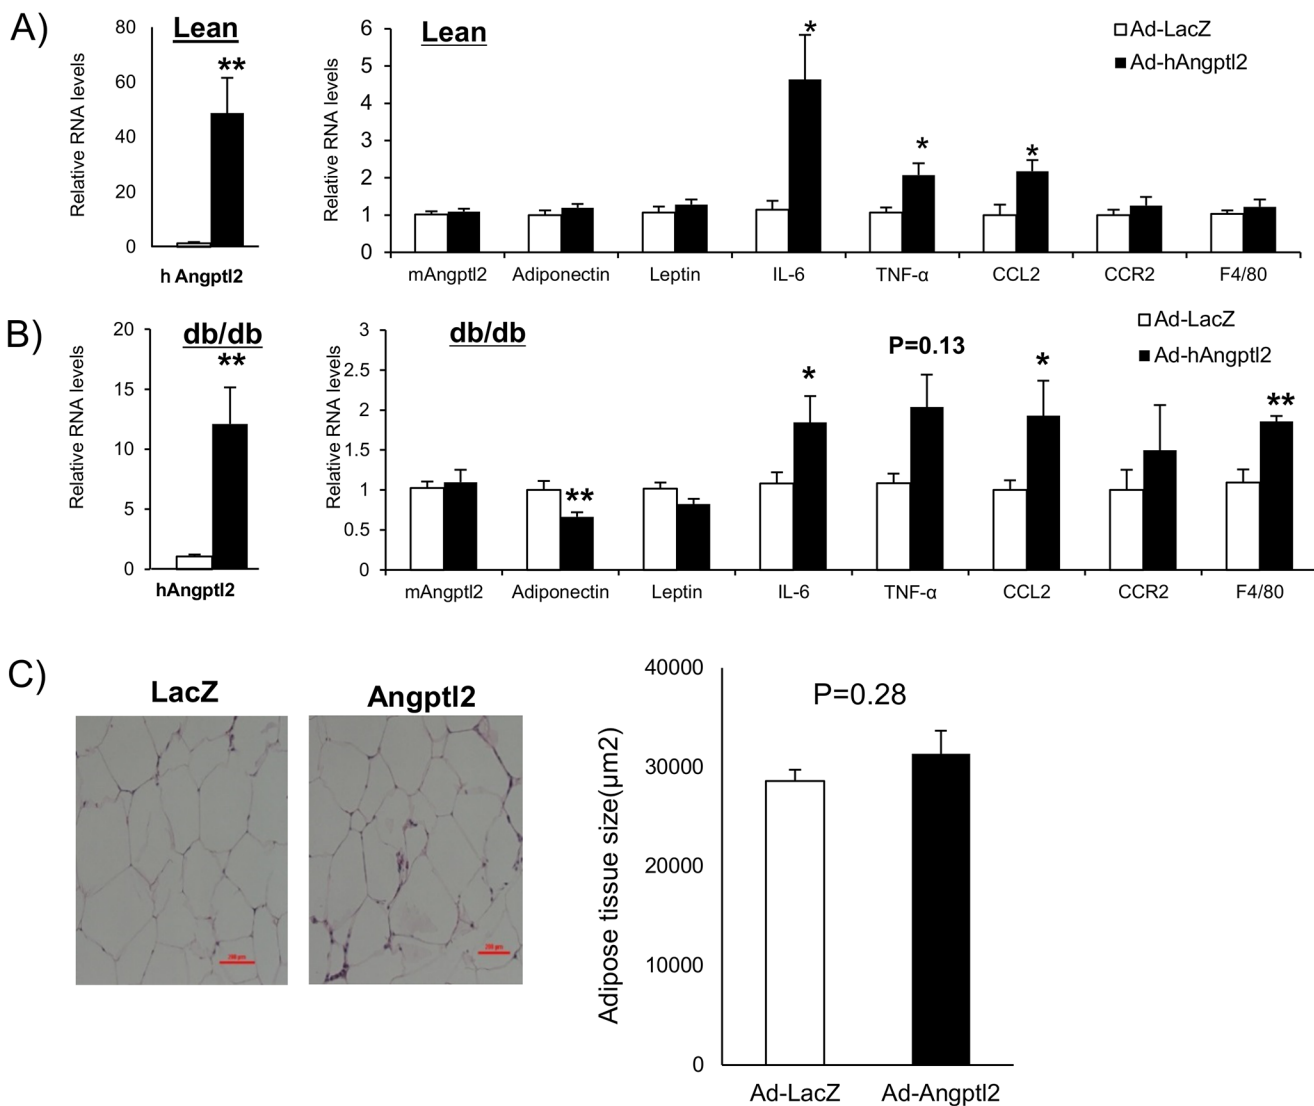 A)
Lean
80
60
40
20
0
Relative RNA levels
**
h Angptl2
Lean
6
5
4
3
2
1
0
Relative RNA levels
*
*
*
Ad-LacZ
Ad-hAngptl2
mAngptl2 Adiponectin Leptin IL-6 TNF-α CCL2 CCR2 F4/80
B)
db/db
20
15
10
5
0
Relative RNA levels
**
hAngptl2
db/db
3
2.5
2
1.5
1
0.5
0
Relative RNA levels
**
*
P=0.13
*
**
Ad-LacZ
Ad-hAngptl2
mAngptl2 Adiponectin Leptin IL-6 TNF-α CCL2 CCR2 F4/80
C)
LacZ
Angptl2
200 μm
P=0.28
40000
30000
20000
10000
0
Adipose tissue size(μm2)
Ad-LacZ Ad-Angptl2